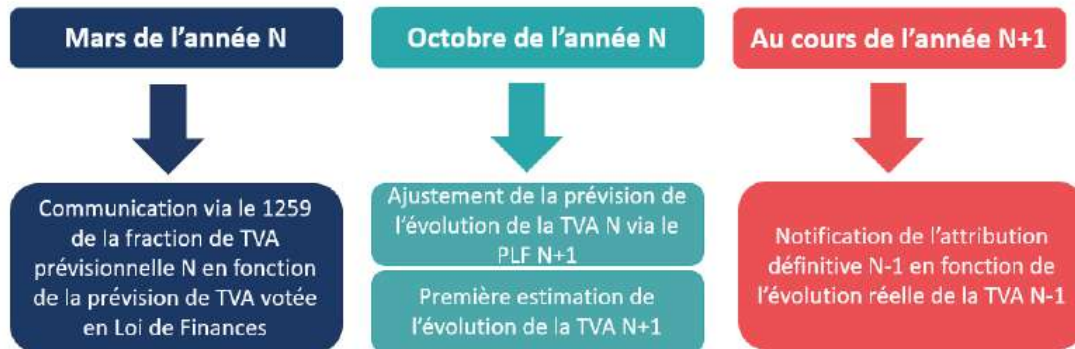 Mars de l’année N
Octobre de l’année N
Au cours de l’année N+1
Communication via le 1259
de la fraction de TVA
prévisionnelle N en fonction
de la prévision de TVA votée
en Loi de Finances
Ajustement de la prévision de
l’évolution de la TVA N via le
PLF N+1
Première estimation de
l’évolution de la TVA N+1
Notification de l’attribution
définitive N-1 en fonction de
l’évolution réelle de la TVA N-1